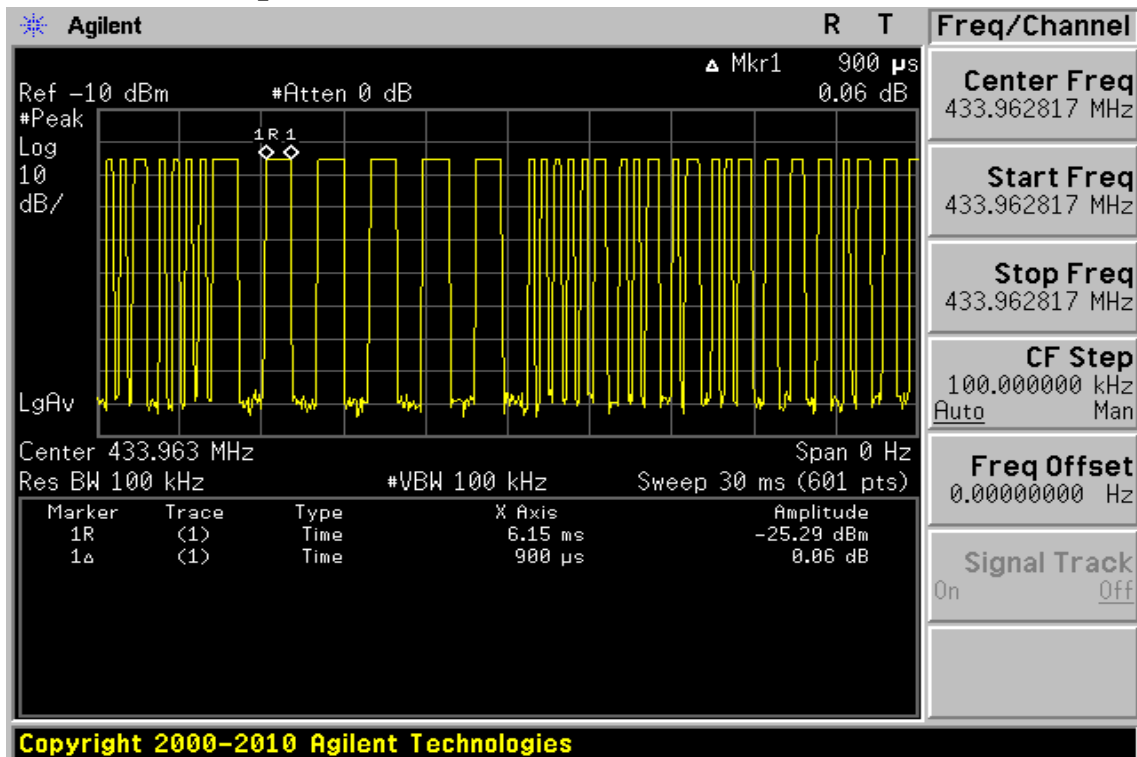 Agilent R T Freq/Channel
Δ Mkr1 900 µs
Ref −10 dBm #Atten 0 dB 0.06 dB
#Peak
Log
10
dB/
1R 1
LgAv
Center 433.963 MHz Span 0 Hz
Res BW 100 kHz #VBW 100 kHz Sweep 30 ms (601 pts)
Marker Trace Type X Axis Amplitude
1R (1) Time 6.15 ms −25.29 dBm
1Δ (1) Time 900 µs 0.06 dB
Center Freq
433.962817 MHz
Start Freq
433.962817 MHz
Stop Freq
433.962817 MHz
CF Step
100.000000 kHz
Auto Man
Freq Offset
0.00000000 Hz
Signal Track
On Off
Copyright 2000–2010 Agilent Technologies